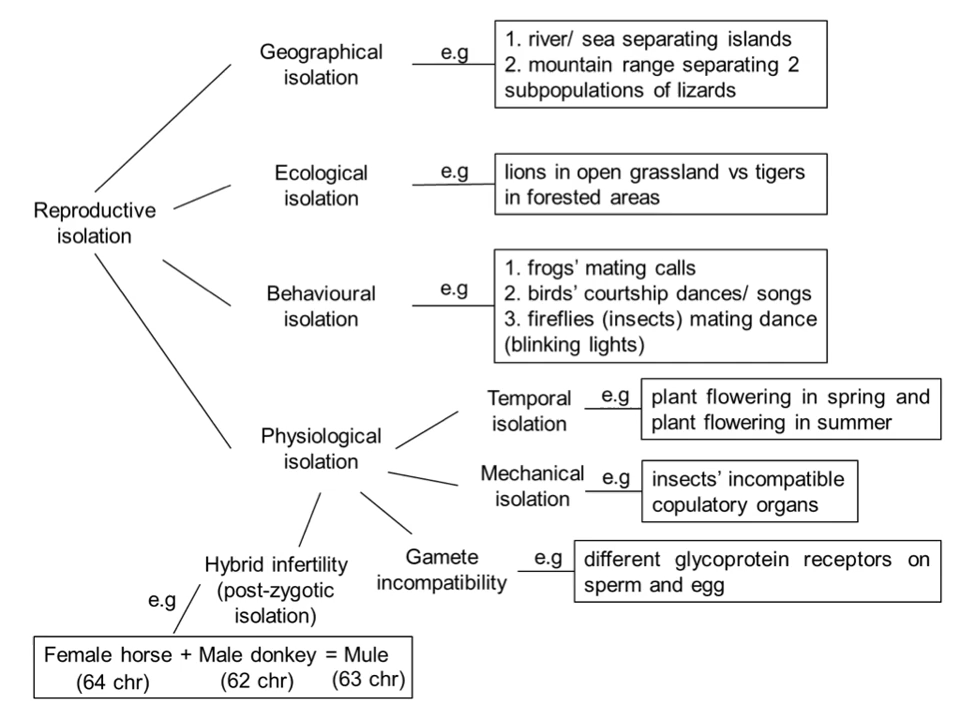 Reproductive
isolation
Geographical
isolation
e.g
1. river/ sea separating islands
2. mountain range separating 2
subpopulations of lizards
Ecological
isolation
e.g
lions in open grassland vs tigers
in forested areas
Behavioural
isolation
e.g
1. frogs’ mating calls
2. birds’ courtship dances/ songs
3. fireflies (insects) mating dance
(blinking lights)
Physiological
isolation
Temporal
isolation
e.g
plant flowering in spring and
plant flowering in summer
Mechanical
isolation
e.g
insects’ incompatible
copulatory organs
Gamete
incompatibility
e.g
different glycoprotein receptors on
sperm and egg
Hybrid infertility
(post-zygotic
isolation)
e.g
Female horse + Male donkey = Mule
(64 chr) (62 chr) (63 chr)